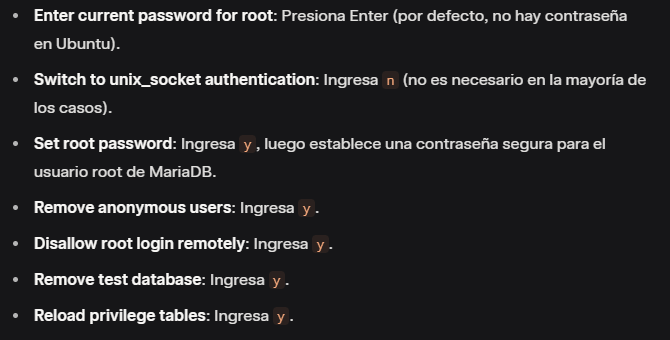 • Enter current password for root: Presiona Enter (por defecto, no hay contraseña
en Ubuntu).
• Switch to unix_socket authentication: Ingresa n (no es necesario en la mayoría de
los casos).
• Set root password: Ingresa y, luego establece una contraseña segura para el
usuario root de MariaDB.
• Remove anonymous users: Ingresa y.
• Disallow root login remotely: Ingresa y.
• Remove test database: Ingresa y.
• Reload privilege tables: Ingresa y.